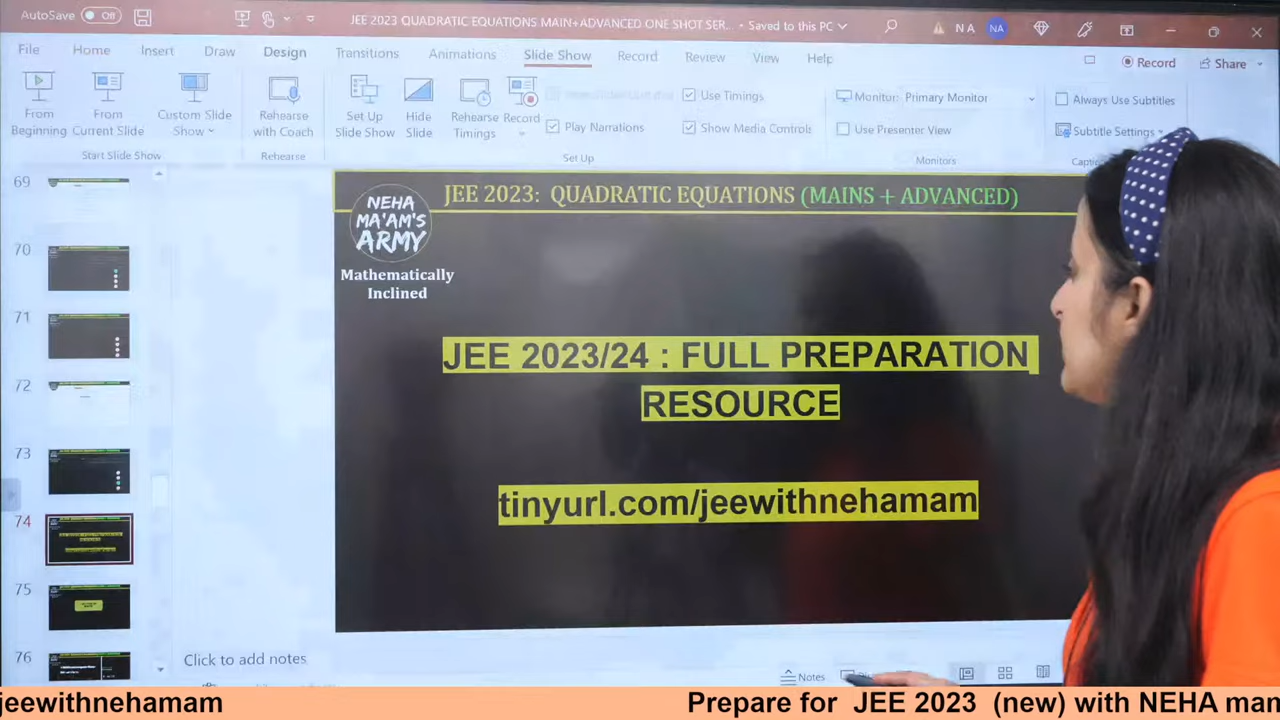 AutoSave Off
JEE 2023 QUADRATIC EQUATIONS MAIN+ADVANCED ONE SHOT SER... • Saved to this PC
N A NA
File Home Insert Draw Design Transitions Animations Slide Show Record Review View Help
Record Share
From Beginning
From Current Slide
Custom Slide Show
Start Slide Show
Rehearse with Coach
Rehearse
Set Up Slide Show
Hide Slide
Rehearse Timings
Record
Play Narrations
Use Timings
Show Media Controls
Set Up
Monitor: Primary Monitor
Use Presenter View
Monitors
Always Use Subtitles
Subtitle Settings
69
70
71
72
73
74
75
76
NEHA
MA'AM'S
ARMY
Mathematically
Inclined
JEE 2023: QUADRATIC EQUATIONS (MAINS + ADVANCED)
JEE 2023/24 : FULL PREPARATION
RESOURCE
tinyurl.com/jeewithnehamam
Click to add notes
Notes
jeewithnehamam Prepare for JEE 2023 (new) with NEHA mam